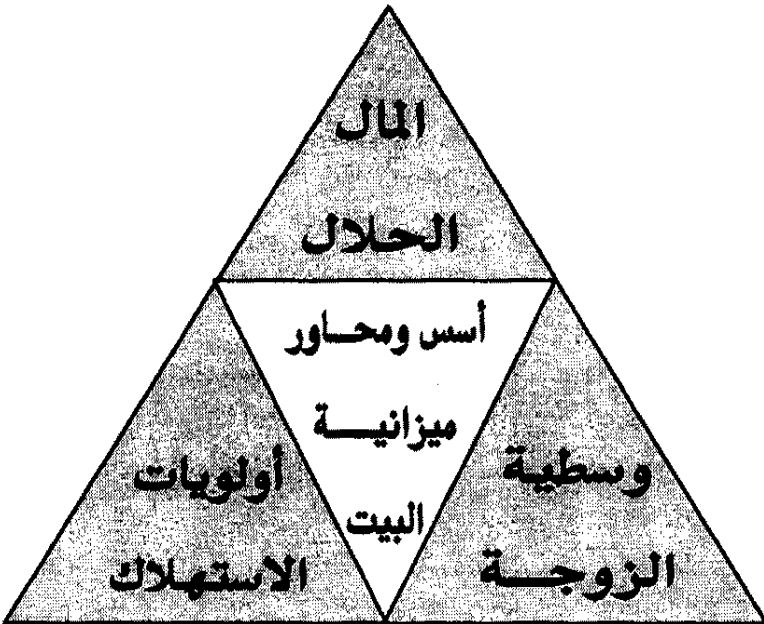 المال
الحلال
أسس ومحاور
ميزانية
البيت
وسطية
الزوجة
أولويات
الاستهلاك